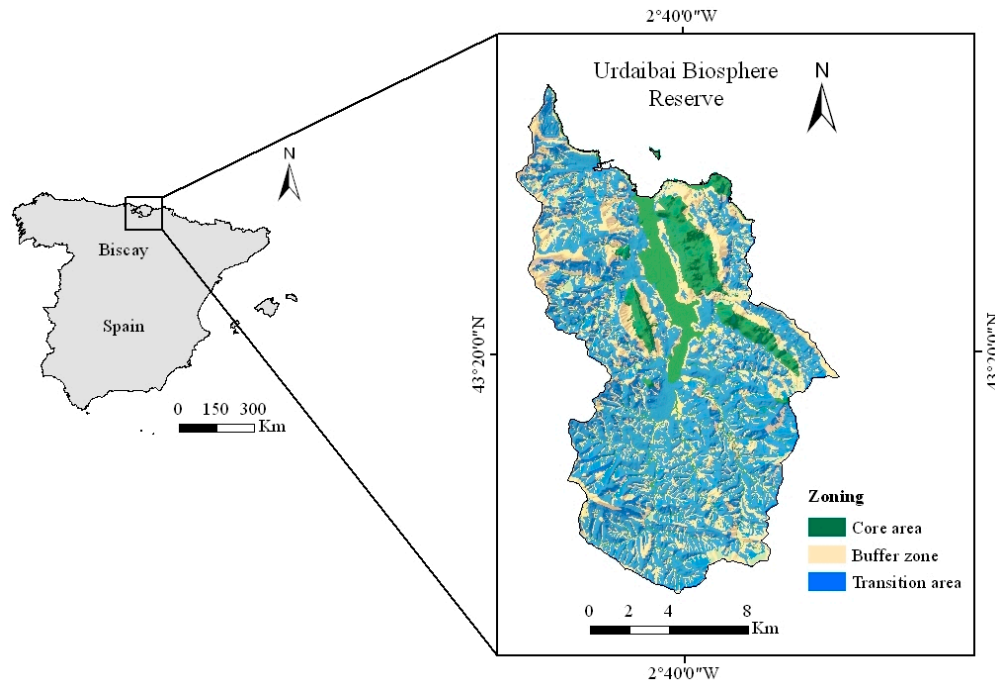 2°40'0"W
Urdaibai Biosphere
Reserve
N
N
Biscay
Spain
43°20'0"N
43°20'0"N
0 150 300
Km
Zoning
Core area
Buffer zone
Transition area
0 2 4 8
Km
2°40'0"W